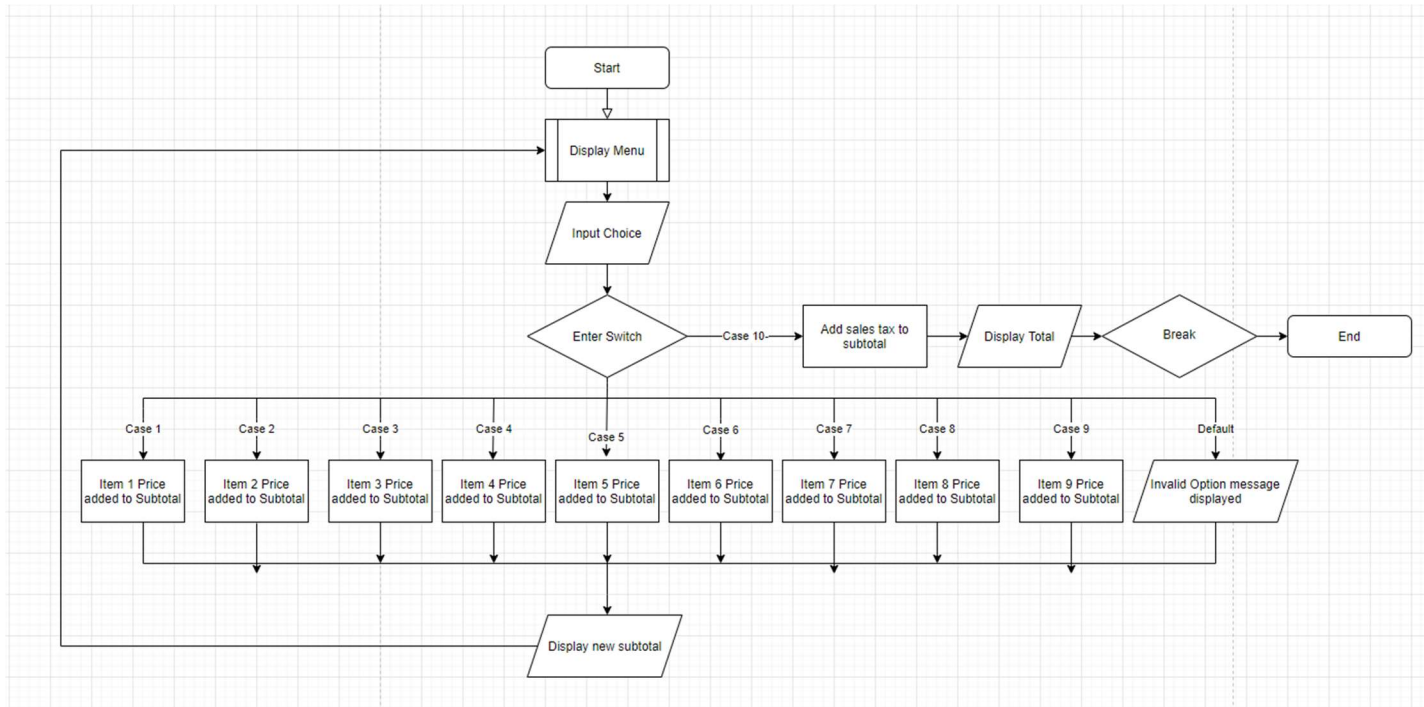 Start
Display Menu
Input Choice
Enter Switch
Case 10
Add sales tax to
subtotal
Display Total
Break
End
Case 1
Case 2
Case 3
Case 4
Case 5
Case 6
Case 7
Case 8
Case 9
Default
Item 1 Price
added to Subtotal
Item 2 Price
added to Subtotal
Item 3 Price
added to Subtotal
Item 4 Price
added to Subtotal
Item 5 Price
added to Subtotal
Item 6 Price
added to Subtotal
Item 7 Price
added to Subtotal
Item 8 Price
added to Subtotal
Item 9 Price
added to Subtotal
Invalid Option message
displayed
Display new subtotal